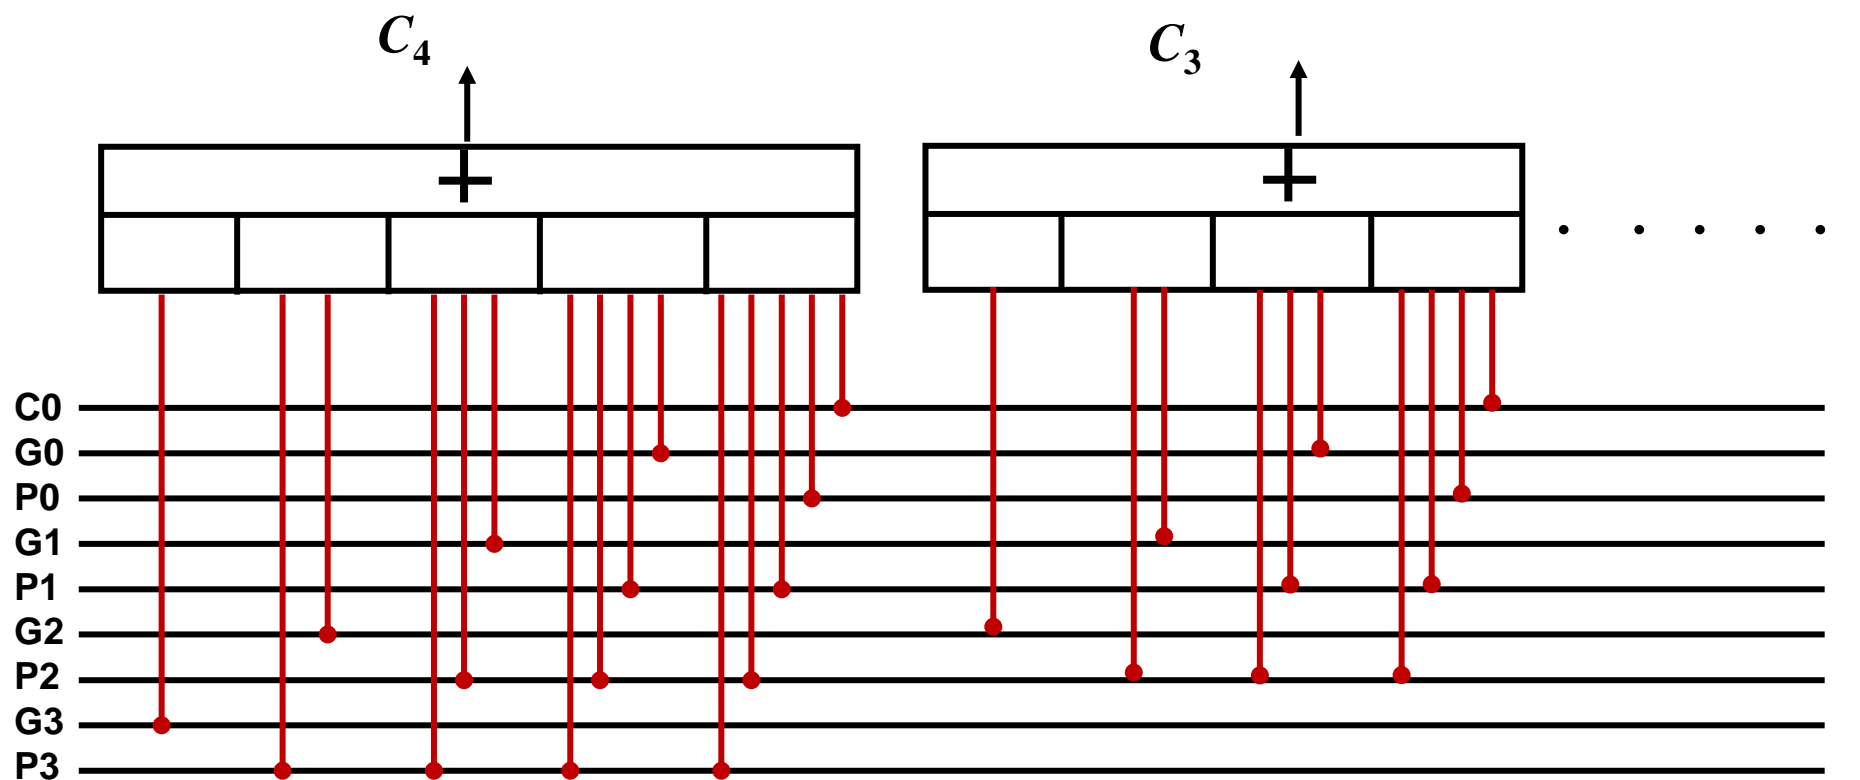 C4
C3
+
+
. . . . .
C0
G0
P0
G1
P1
G2
P2
G3
P3